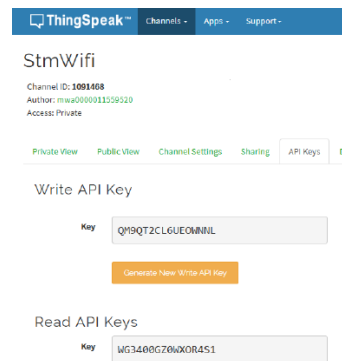 ThingSpeak™ Channels Apps Support
StmWifi
Channel ID: 1091468
Author: mwa0000011559520
Access: Private
Private View Public View Channel Settings Sharing API Keys
Write API Key
Key QM9QT2CL6UEOWNNL
Generate New Write API Key
Read API Keys
Key WG3400GZ0WXOR4S1